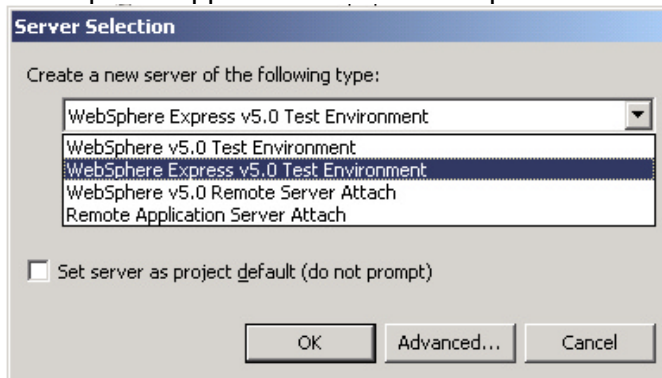 Server Selection
Create a new server of the following type:
WebSphere Express v5.0 Test Environment
WebSphere v5.0 Test Environment
WebSphere Express v5.0 Test Environment
WebSphere v5.0 Remote Server Attach
Remote Application Server Attach
Set server as project default (do not prompt)
OK Advanced... Cancel